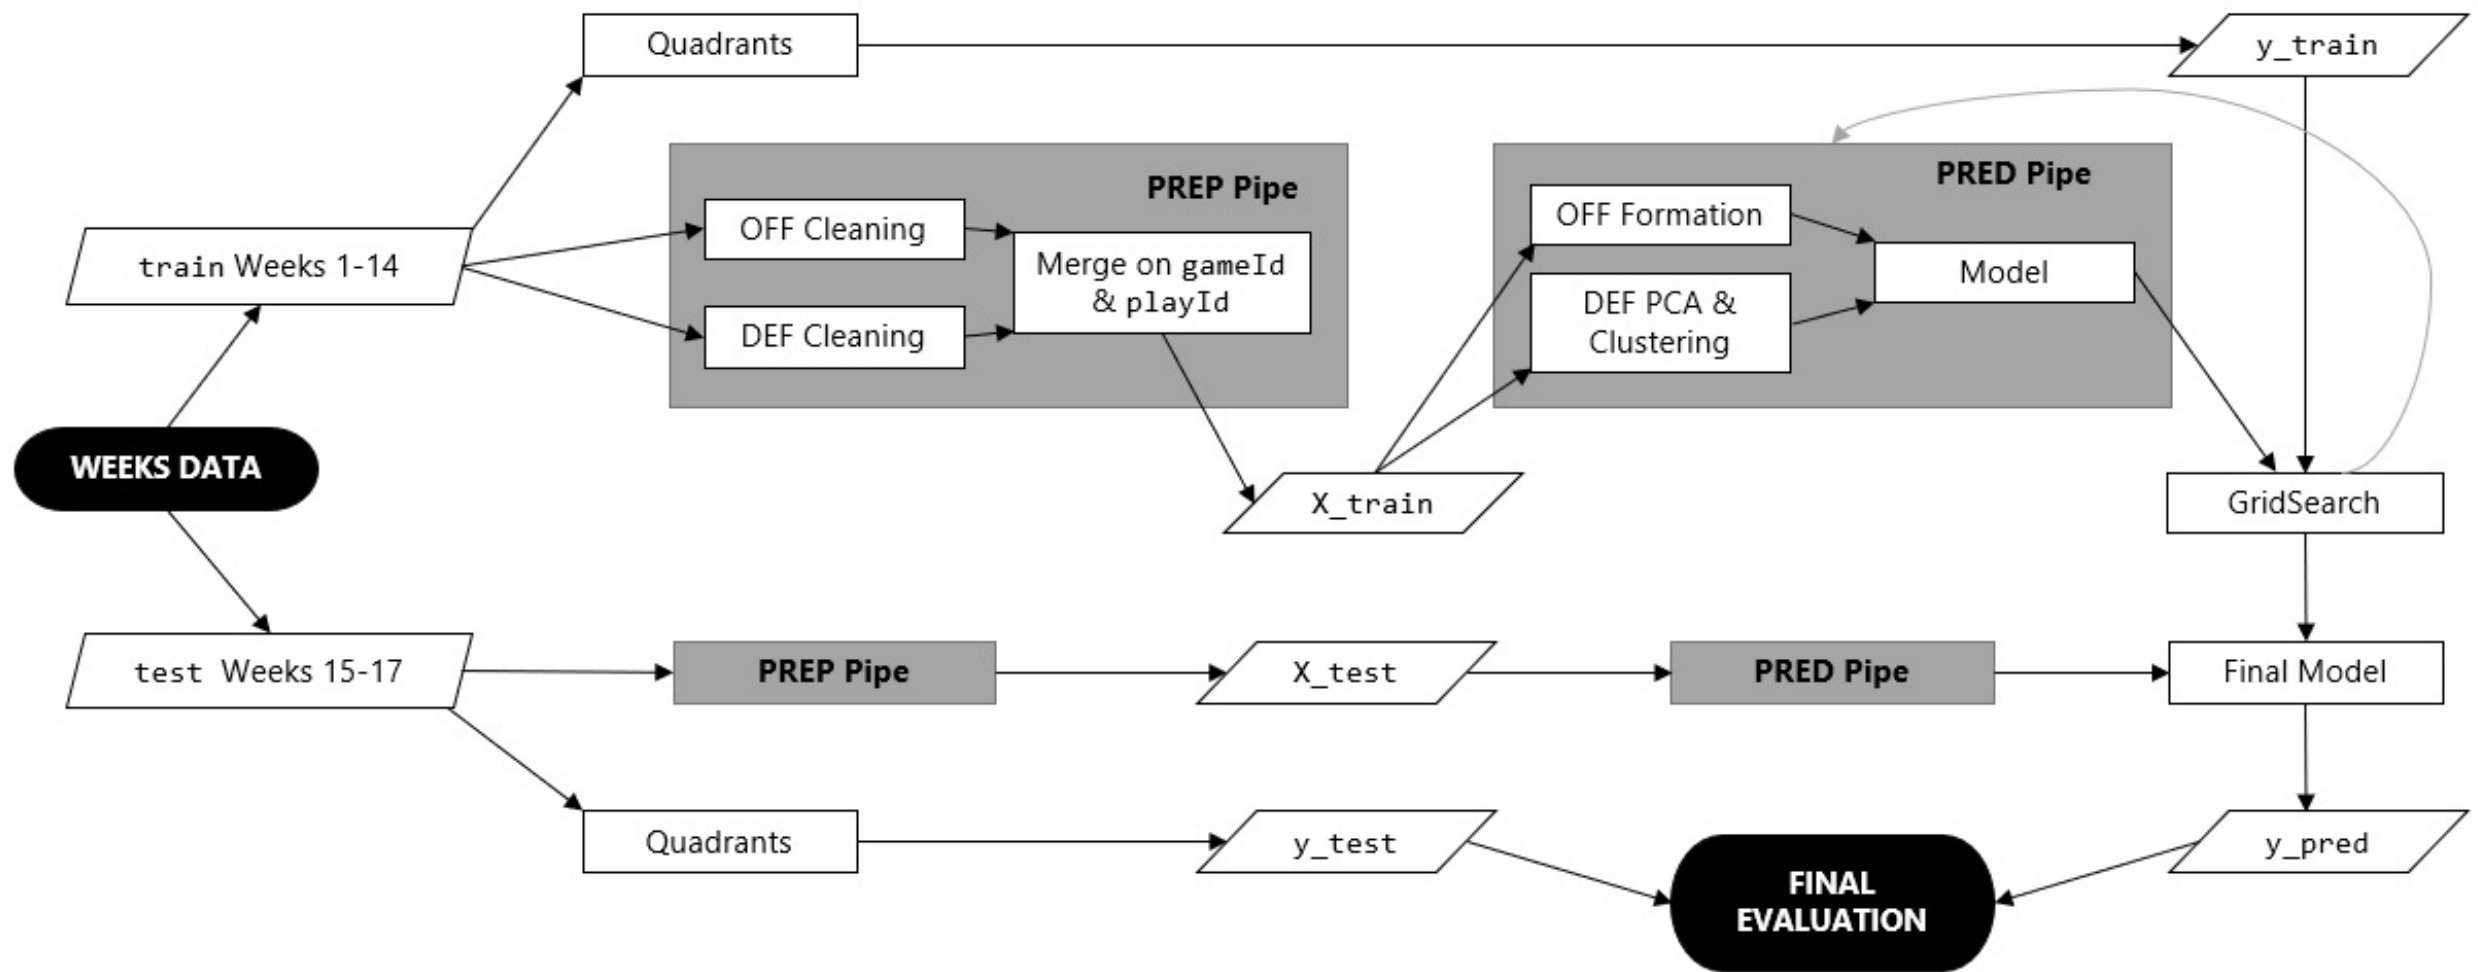 Quadrants
y_train
PREP Pipe
PRED Pipe
OFF Cleaning
OFF Formation
train Weeks 1-14
Merge on gameId
& playId
Model
DEF Cleaning
DEF PCA &
Clustering
WEEKS DATA
X_train
GridSearch
test Weeks 15-17
PREP Pipe
X_test
PRED Pipe
Final Model
Quadrants
y_test
y_pred
FINAL
EVALUATION